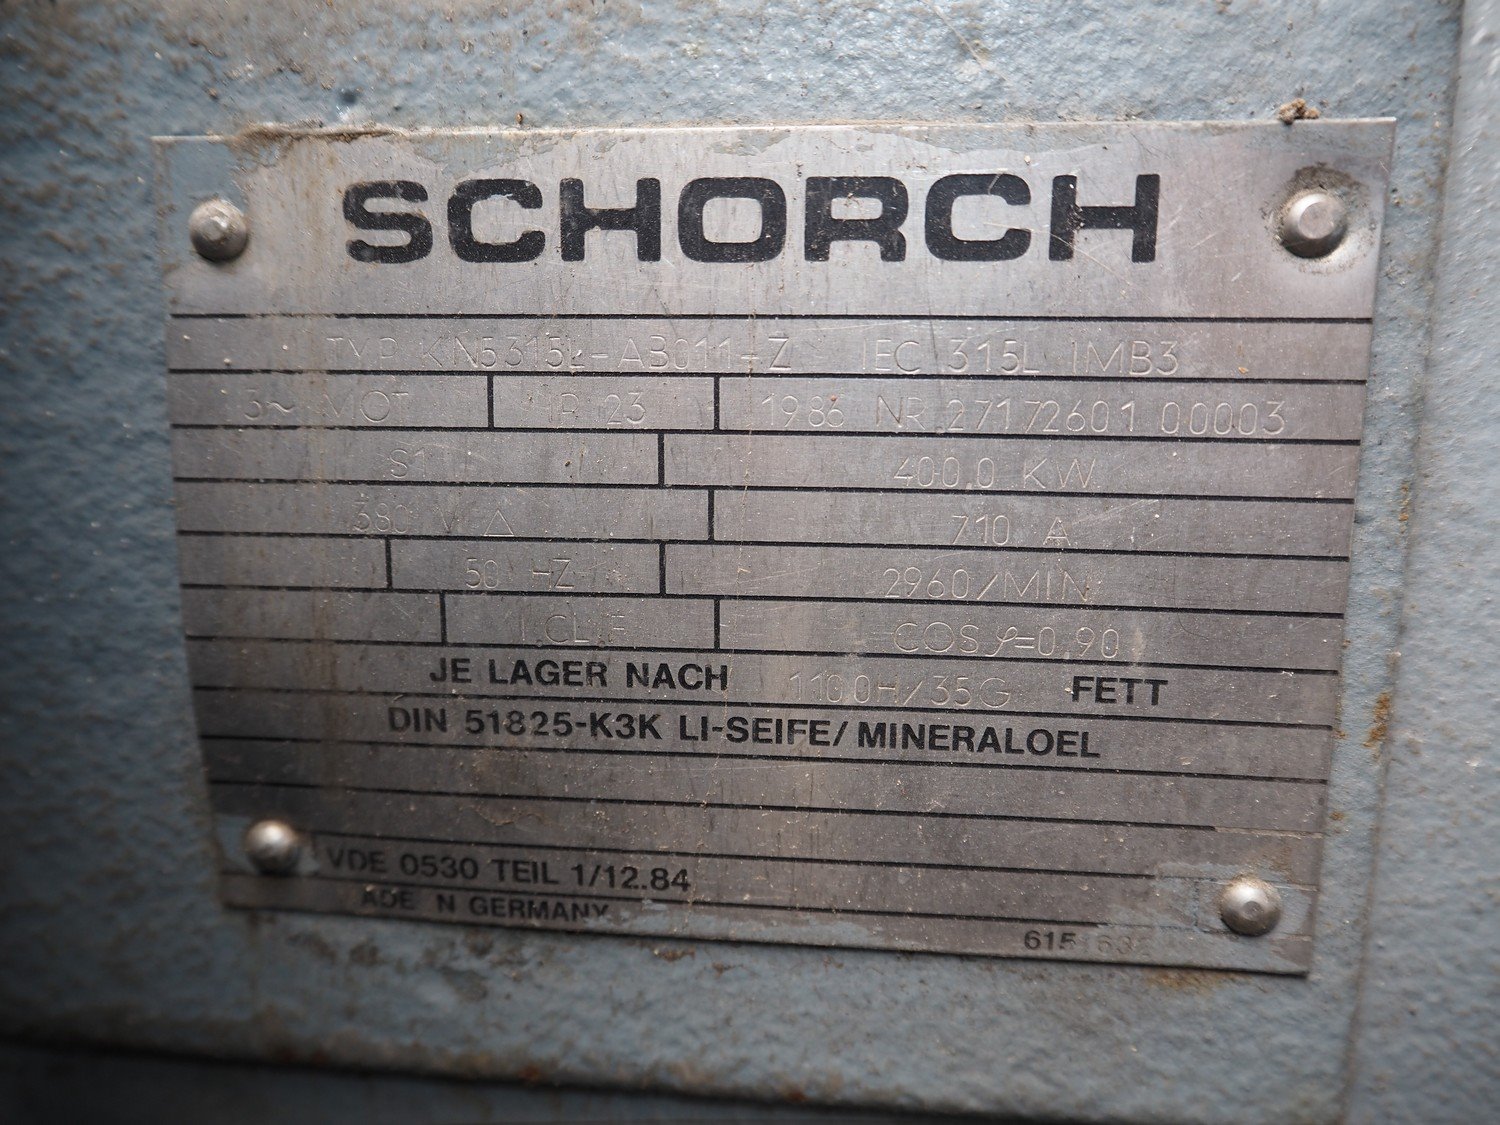 SCHORCH
TYP KN5315L-AB011-Z IEC 315L IMB3
3~ MOT IP 23 1986 NR 27172601 00003
S1 400.0 KW
380 V △ 710 A
50 HZ 2960/MIN
I.CL.F COS φ=0.90
JE LAGER NACH 1100H/35G FETT
DIN 51825-K3K LI-SEIFE/MINERALOEL
VDE 0530 TEIL 1/12.84
ADE N GERMANY